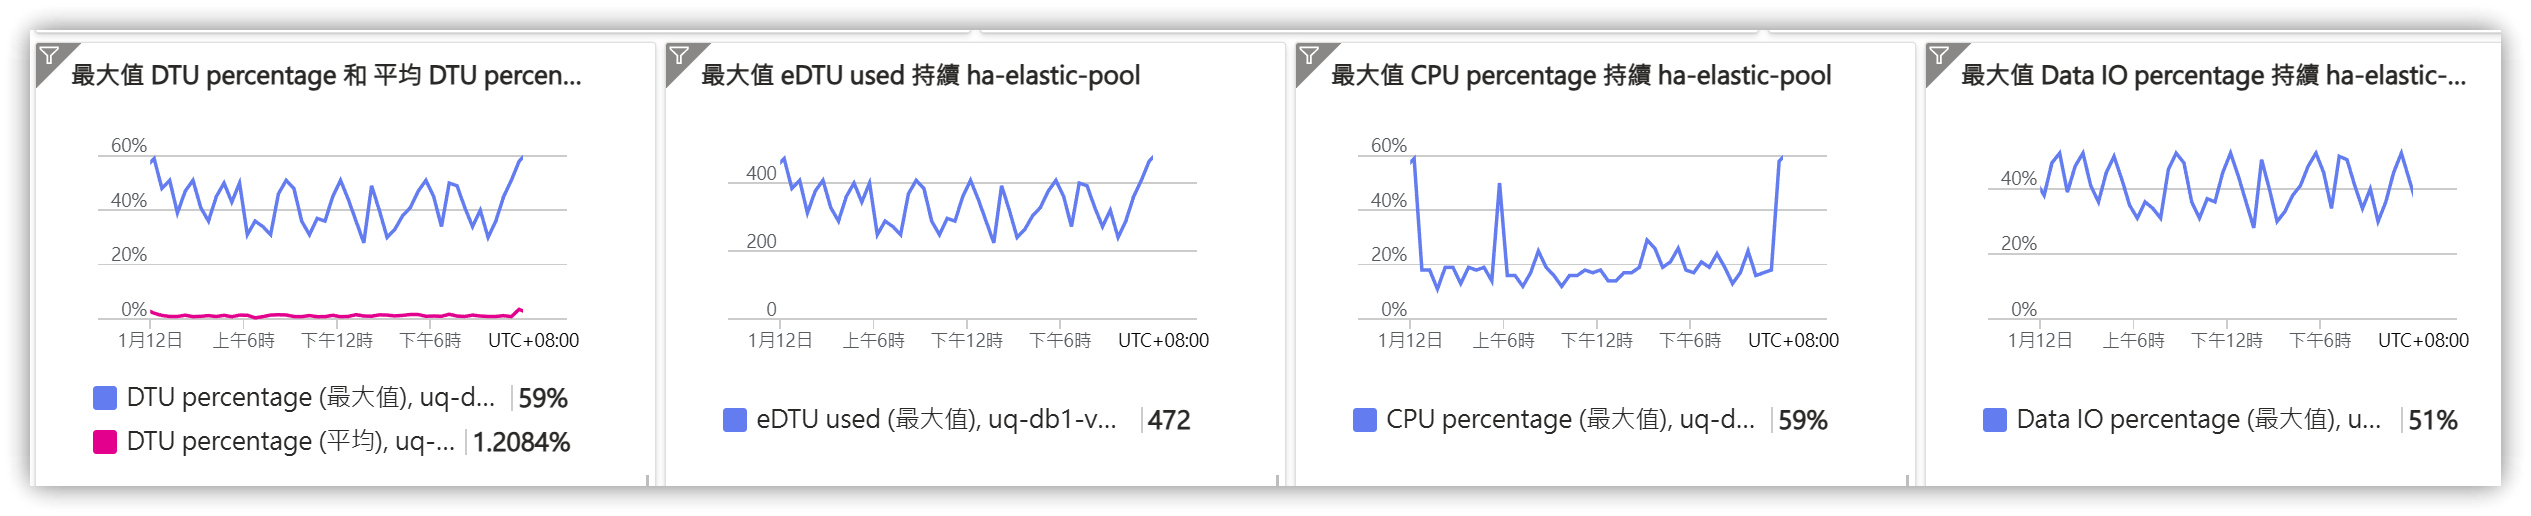 最大值 DTU percentage 和 平均 DTU percen...
60%
40%
20%
0%
1月12日 上午6時 下午12時 下午6時 UTC+08:00
DTU percentage (最大值), uq-d... 59%
DTU percentage (平均), uq-... 1.2084%
最大值 eDTU used 持續 ha-elastic-pool
400
200
0
1月12日 上午6時 下午12時 下午6時 UTC+08:00
eDTU used (最大值), uq-db1-v... 472
最大值 CPU percentage 持續 ha-elastic-pool
60%
40%
20%
0%
1月12日 上午6時 下午12時 下午6時 UTC+08:00
CPU percentage (最大值), uq-d... 59%
最大值 Data IO percentage 持續 ha-elastic-...
40%
20%
0%
1月12日 上午6時 下午12時 下午6時 UTC+08:00
Data IO percentage (最大值), u... 51%